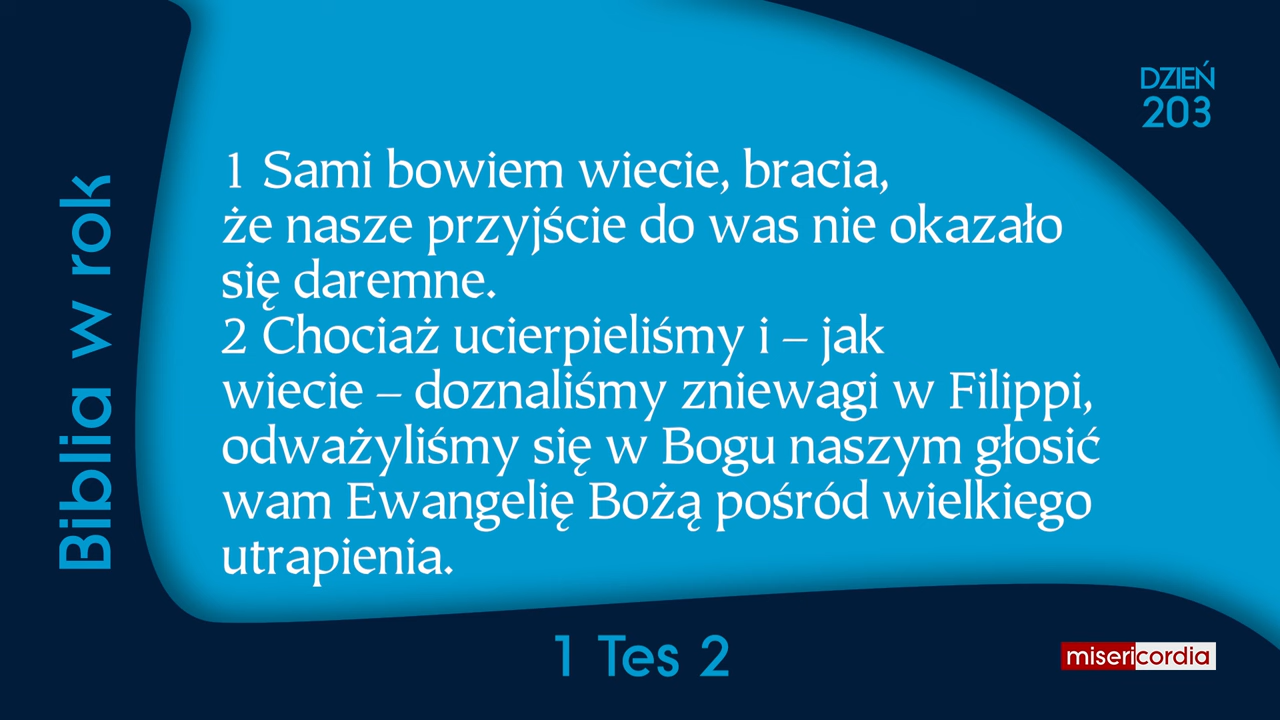 DZIEŃ
203
1 Sami bowiem wiecie, bracia,
że nasze przyjście do was nie okazało
się daremne.
2 Chociaż ucierpieliśmy i – jak
wiecie – doznaliśmy zniewagi w Filippi,
odważyliśmy się w Bogu naszym głosić
wam Ewangelię Bożą pośród wielkiego
utrapienia.
Biblia w rok
1 Tes 2
misericordia